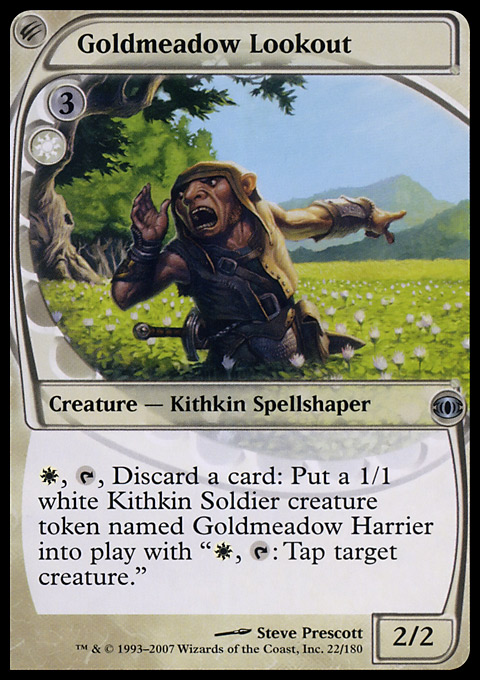 Goldmeadow Lookout
3
Creature — Kithkin Spellshaper
, , Discard a card: Put a 1/1
white Kithkin Soldier creature
token named Goldmeadow Harrier
into play with “ , : Tap target
creature.”
Steve Prescott
™ & © 1993–2007 Wizards of the Coast, Inc. 22/180
2/2